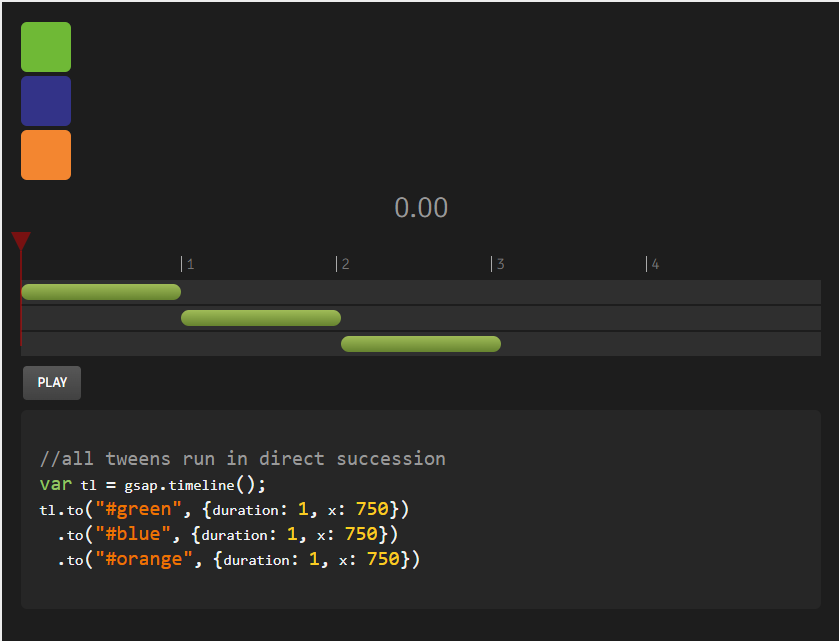 0.00
1 2 3 4
PLAY
//all tweens run in direct succession
var tl = gsap.timeline();
tl.to("#green", {duration: 1, x: 750})
  .to("#blue", {duration: 1, x: 750})
  .to("#orange", {duration: 1, x: 750})